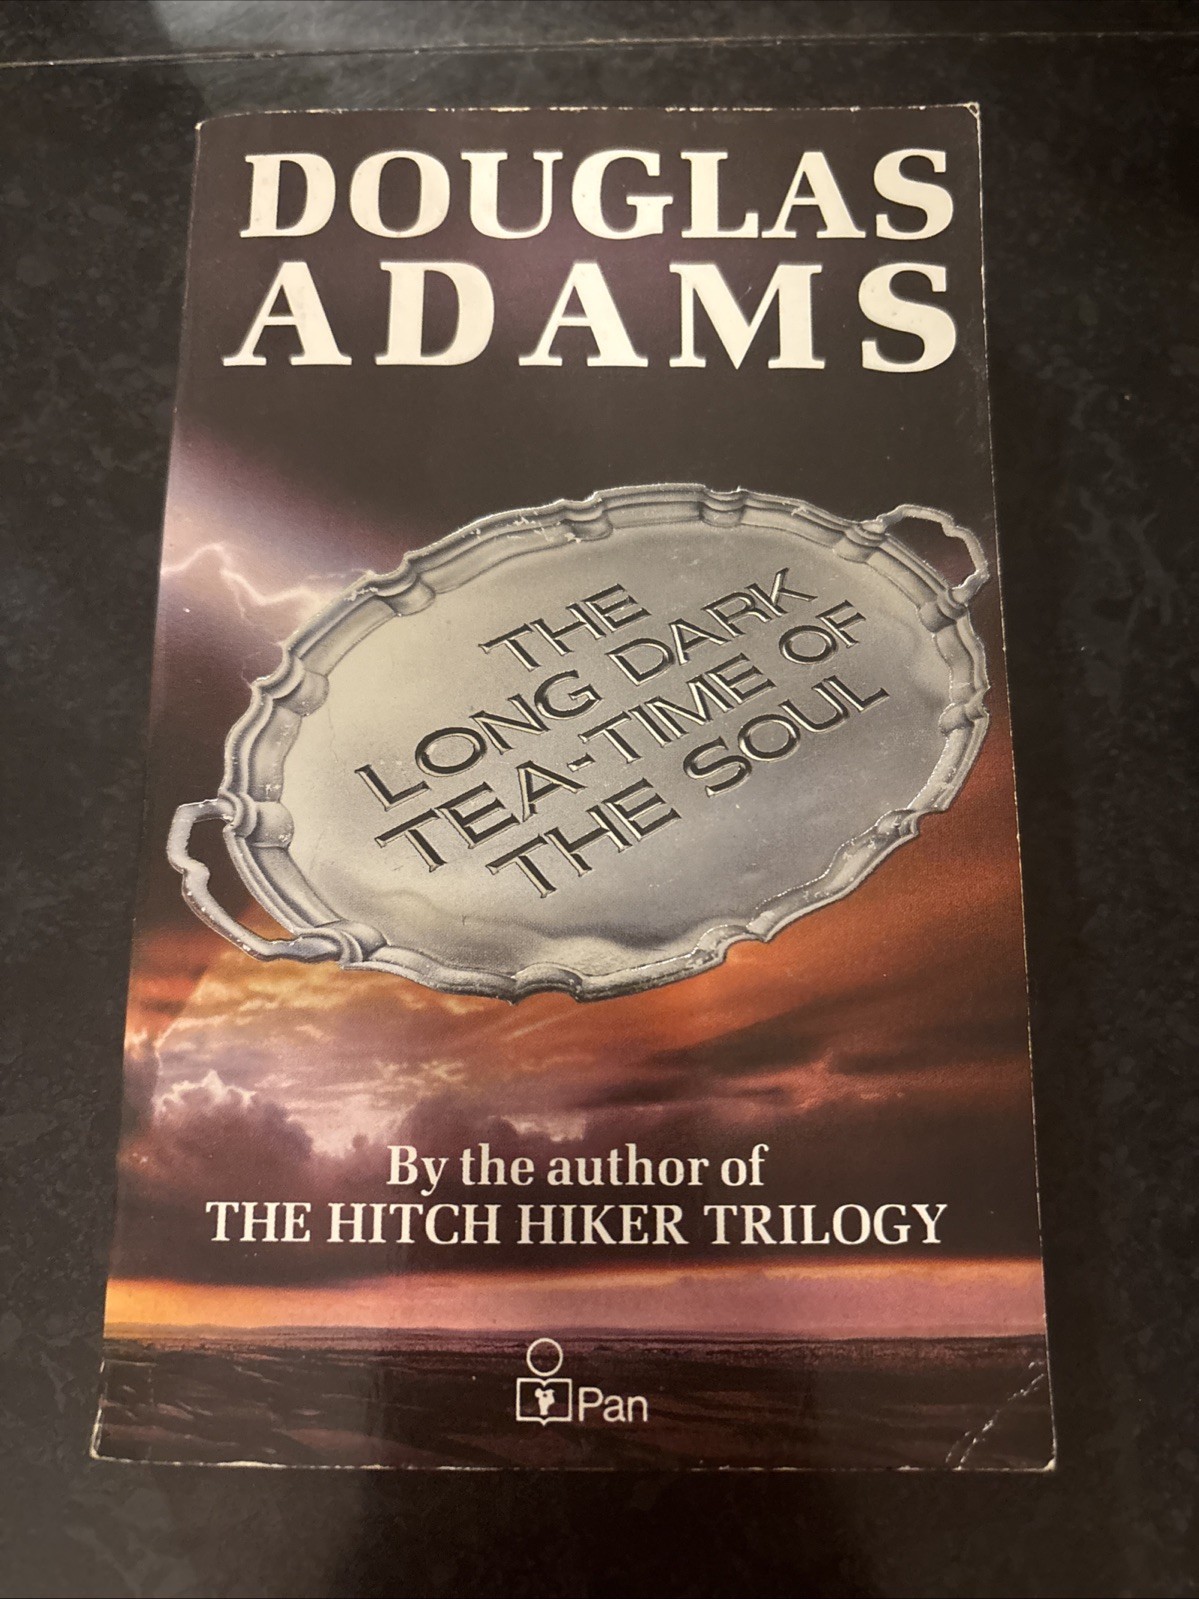 DOUGLAS
ADAMS
THE
LONG DARK
TEA-TIME OF
THE SOUL
By the author of
THE HITCH HIKER TRILOGY
Pan